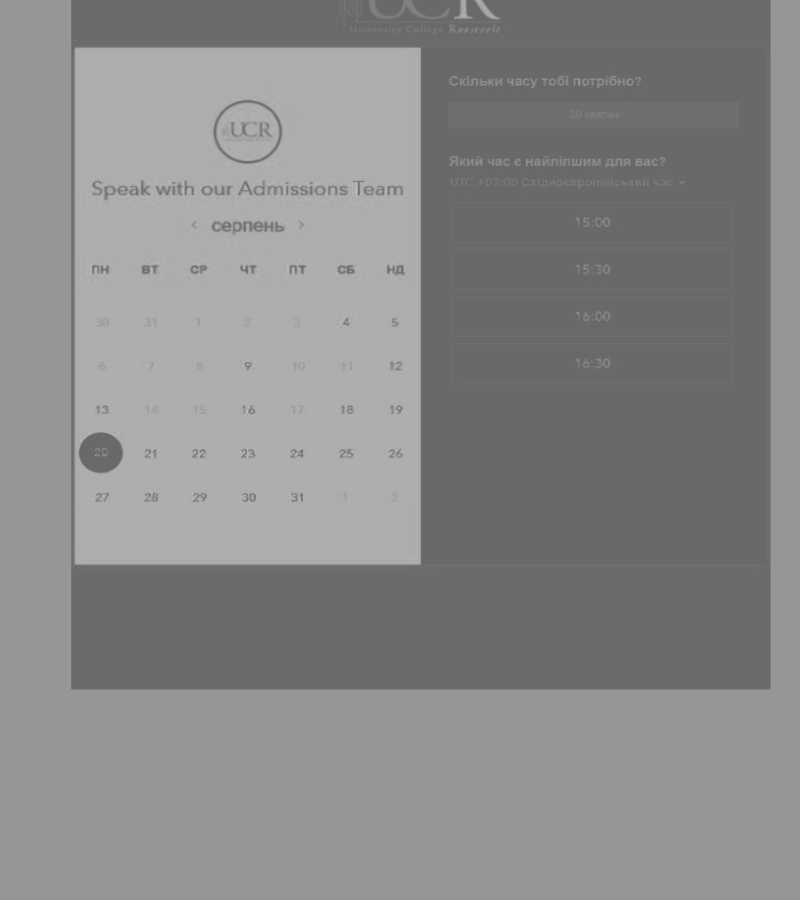 UCR
University College Roosevelt
UCR
Speak with our Admissions Team
< серпень >
ПН ВТ СР ЧТ ПТ СБ НД
30 31 1 2 3 4 5
6 7 8 9 10 11 12
13 14 15 16 17 18 19
20 21 22 23 24 25 26
27 28 29 30 31 1 2
Скільки часу тобі потрібно?
30 хвилин
Який час є найліпшим для вас?
UTC +03:00 Східноєвропейський час
15:00
15:30
16:00
16:30